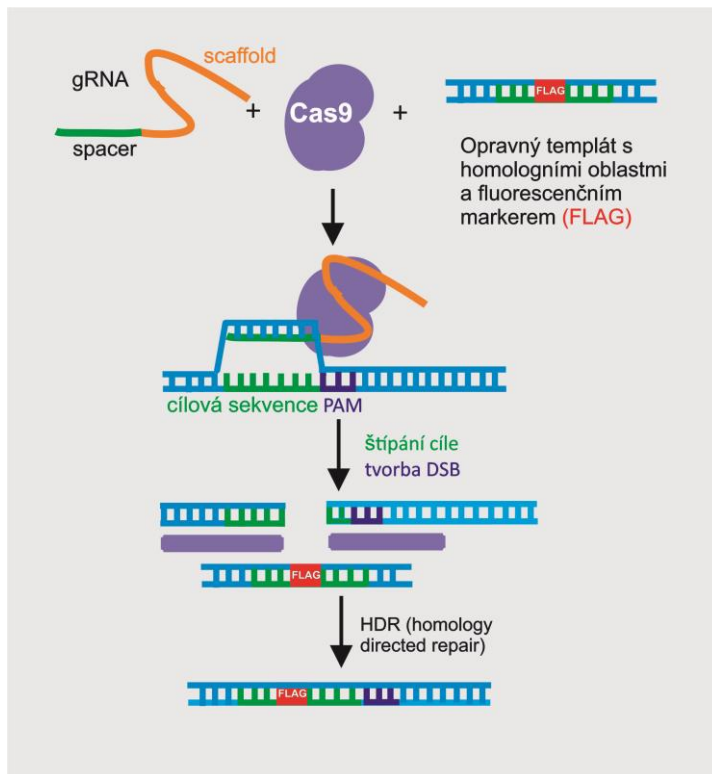 scaffold
gRNA
+
Cas9
+
FLAG
spacer
Opravný templát s
homologními oblastmi
a fluorescenčním
markerem (FLAG)
cílová sekvence PAM
štípání cíle
tvorba DSB
FLAG
HDR (homology
directed repair)
FLAG